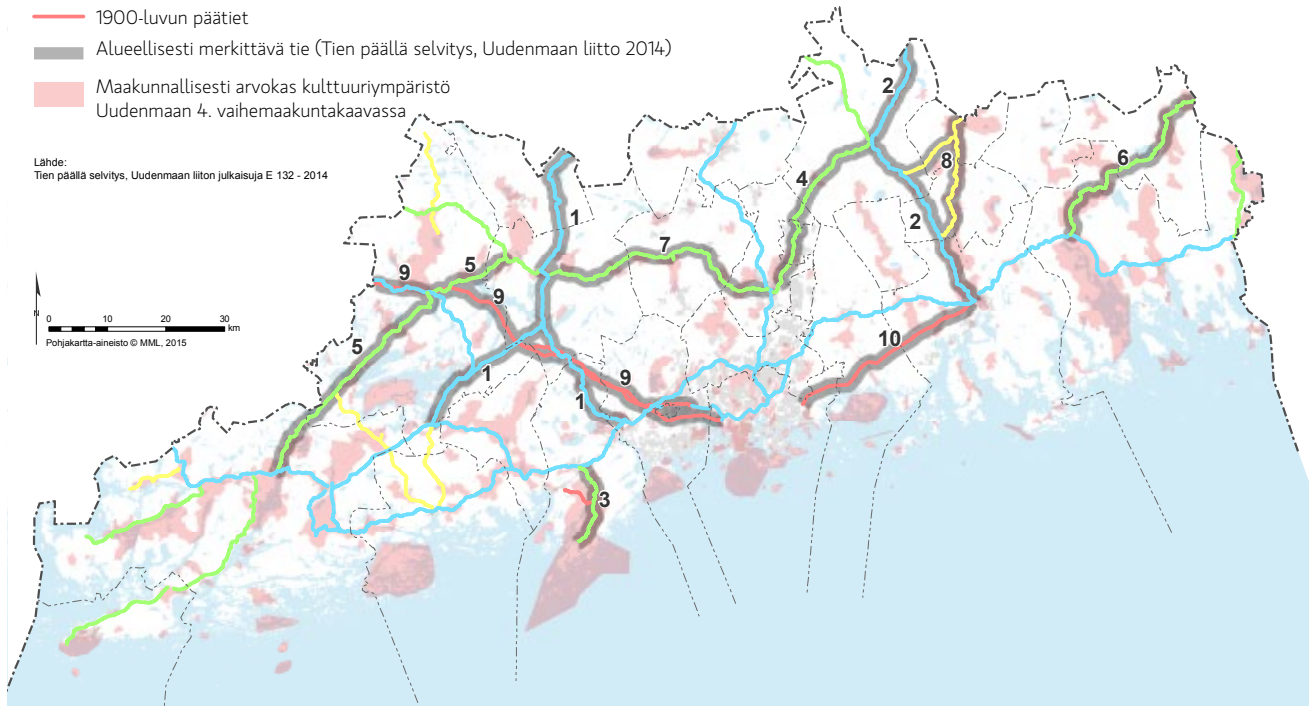 1900-luvun päätiet
Alueellisesti merkittävä tie (Tien päällä selvitys, Uudenmaan liitto 2014)
Maakunnallisesti arvokas kulttuuriympäristö
Uudenmaan 4. vaihemaakuntakaavassa
Lähde:
Tien päällä selvitys, Uudenmaan liiton julkaisuja E 132 - 2014
2
8
6
4
1
2
7
5
9
9
N
0 10 20 30
km
Pohjakartta-aineisto © MML, 2015
5
10
1
9
1
3